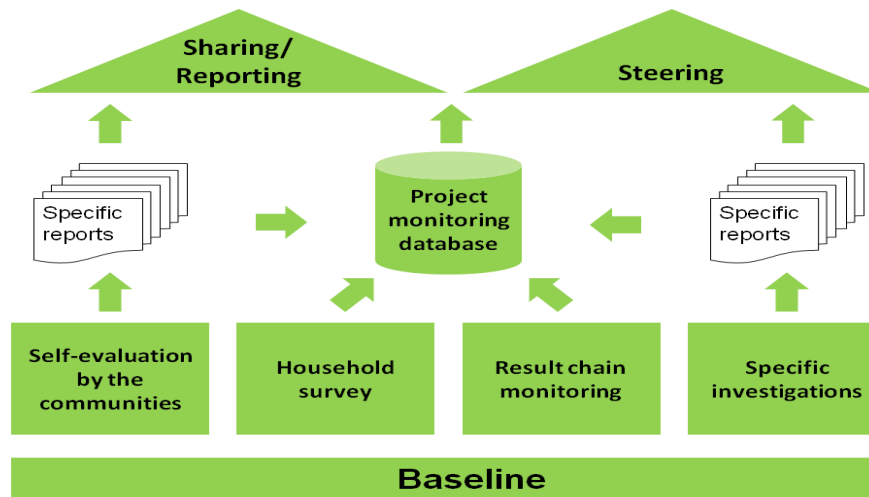 Sharing/
Reporting
Steering
Specific
reports
Project
monitoring
database
Specific
reports
Self-evaluation
by the
communities
Household
survey
Result chain
monitoring
Specific
investigations
Baseline